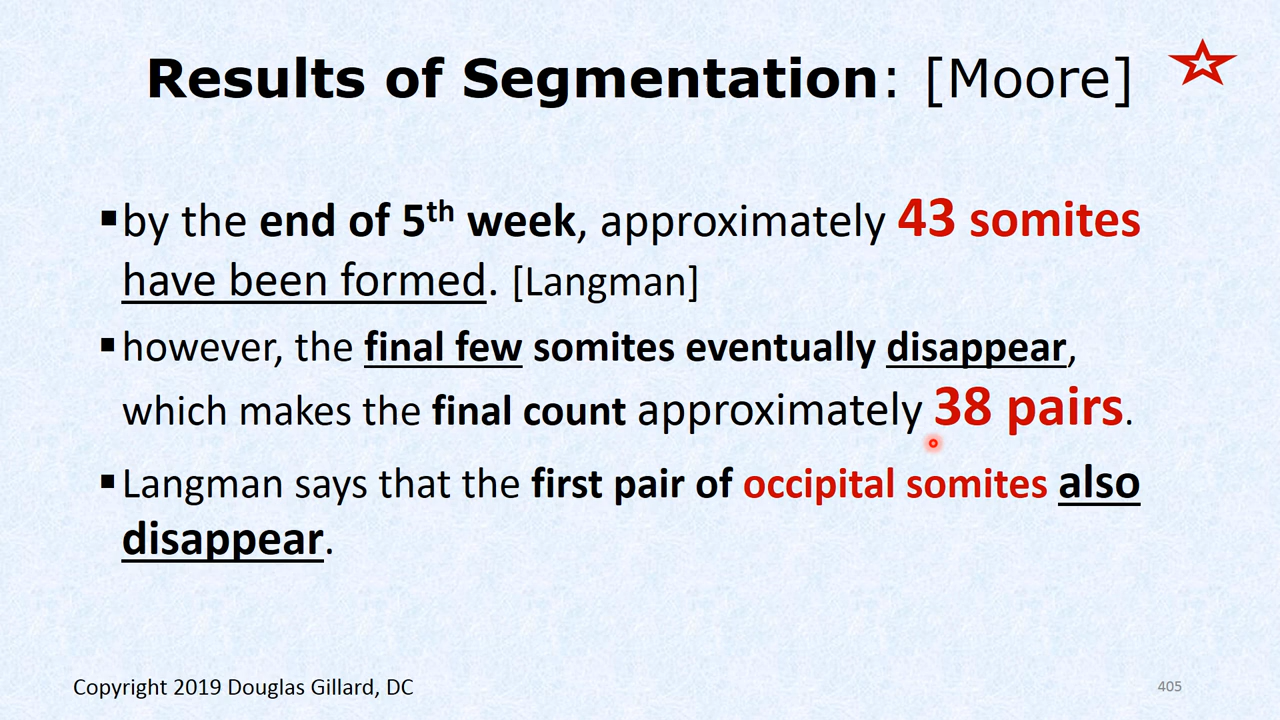 Results of Segmentation: [Moore]
▪by the end of 5th week, approximately 43 somites
have been formed. [Langman]
▪however, the final few somites eventually disappear,
which makes the final count approximately 38 pairs.
▪Langman says that the first pair of occipital somites also
disappear.
Copyright 2019 Douglas Gillard, DC
405